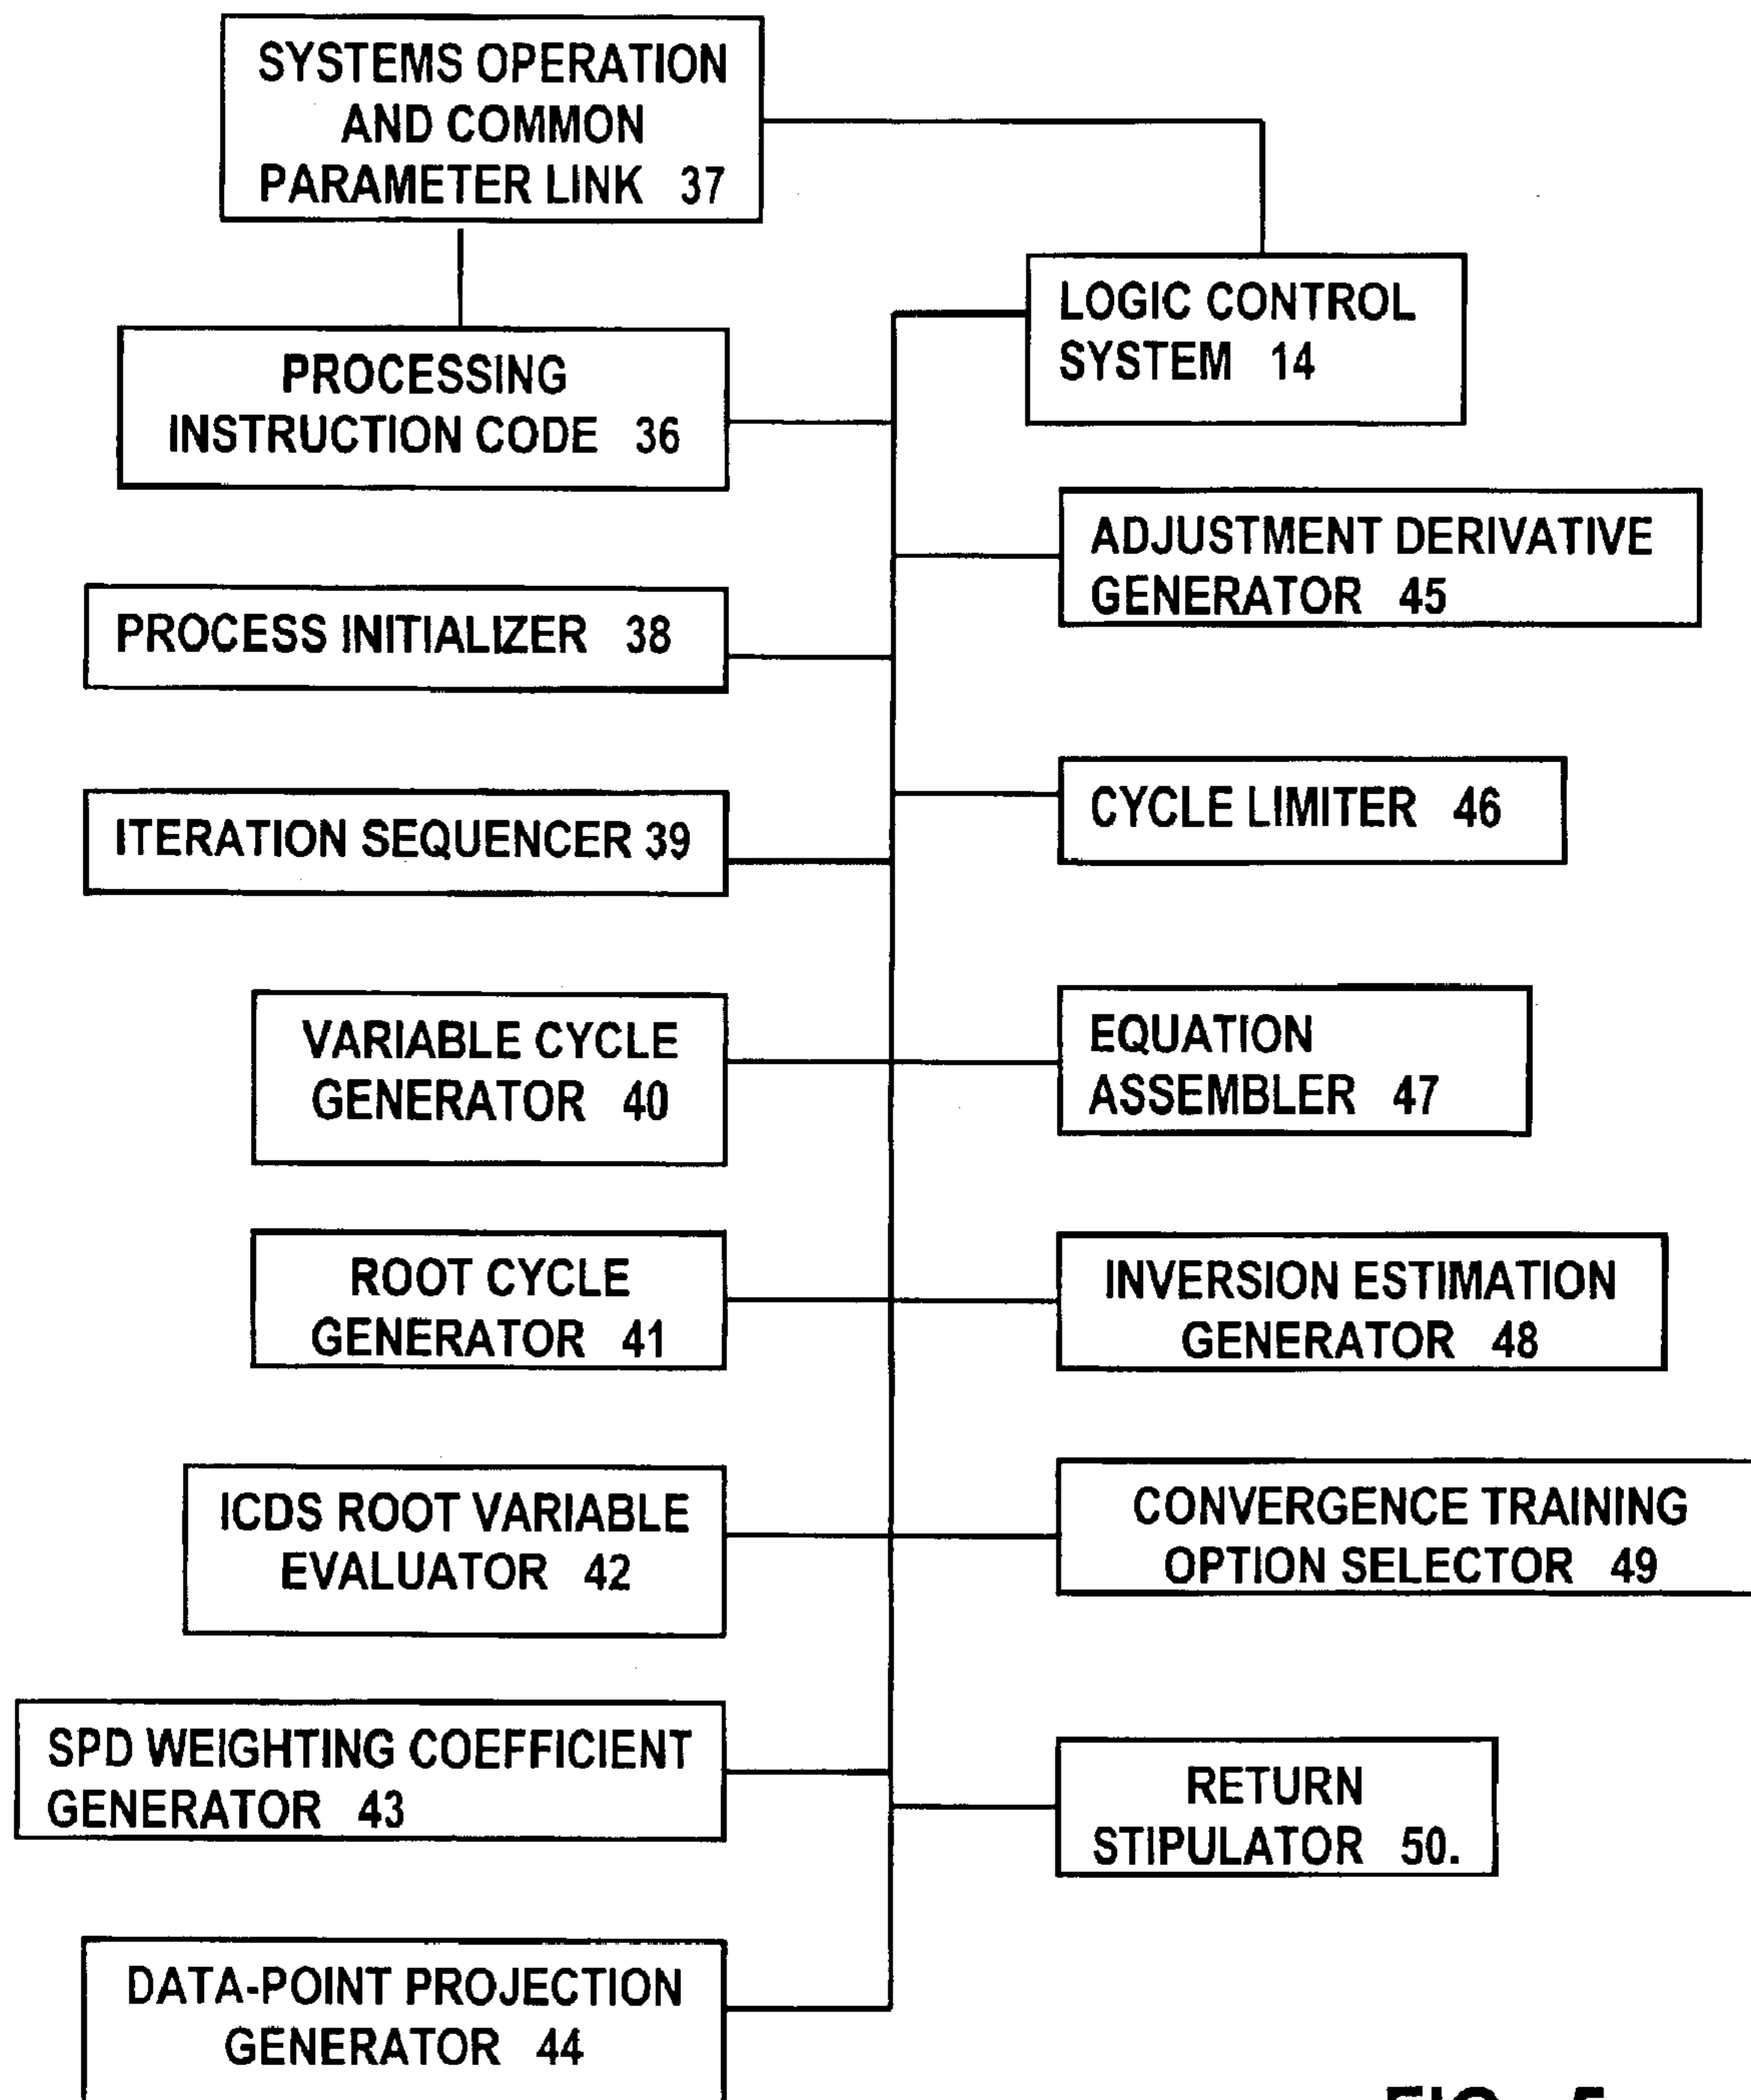 SYSTEMS OPERATION
AND COMMON
PARAMETER LINK 37
LOGIC CONTROL
SYSTEM 14
PROCESSING
INSTRUCTION CODE 36
ADJUSTMENT DERIVATIVE
GENERATOR 45
PROCESS INITIALIZER 38
CYCLE LIMITER 46
ITERATION SEQUENCER 39
VARIABLE CYCLE
GENERATOR 40
EQUATION
ASSEMBLER 47
ROOT CYCLE
GENERATOR 41
INVERSION ESTIMATION
GENERATOR 48
ICDS ROOT VARIABLE
EVALUATOR 42
CONVERGENCE TRAINING
OPTION SELECTOR 49
SPD WEIGHTING COEFFICIENT
GENERATOR 43
RETURN
STIPULATOR 50.
DATA-POINT PROJECTION
GENERATOR 44